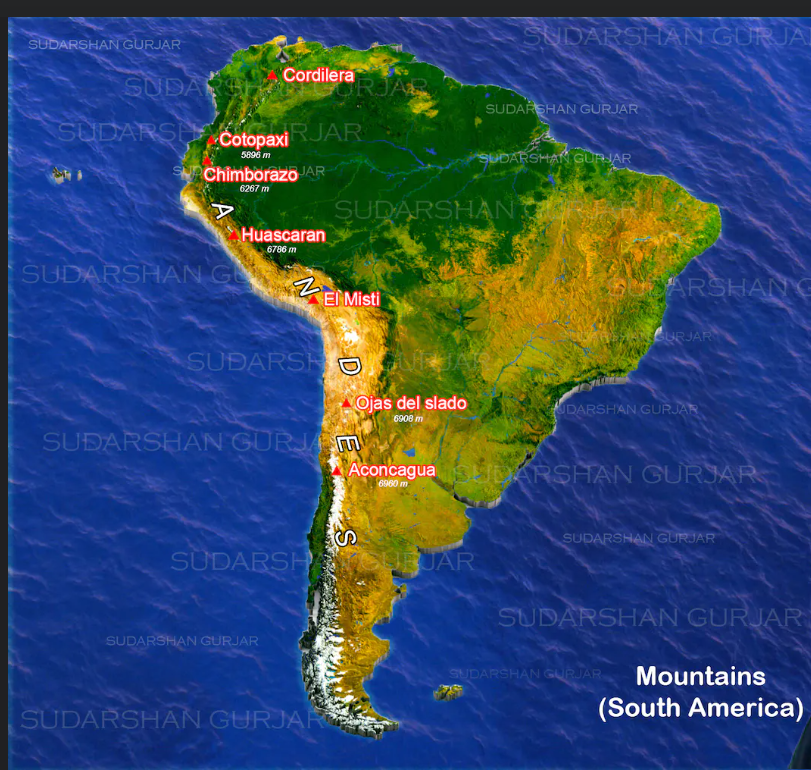 SUDARSHAN GURJAR
SUDARSHAN GURJA
Cordilera
SUDARSHAN GURJAR
SUDARSHAN GURJAR
SUDARSHAN GURJAR
Cotopaxi
5896 m
SUDARSHAN GURJAR
SUDARSHAN GURJAR
Chimborazo
6267 m
SUDARSHAN GURJAR
A
Huascaran
6786 m
SUDARSHAN GURJAR
ARSHAN GURJAR
N
El Misti
D
SUDARSHAN GURJAR
SUDARSHAN GURJAR
Ojas del slado
6908 m
SUDARSHAN GURJAR
E
SUDARSHAN GURJAR
Aconcagua
6960 m
SUDARSHAN GURJAR
S
SUDARSHAN GURJAR
SUDARSHAN GURJAR
SUDARSHAN GURJAR
SUDARSHAN GURJAR
SUDARSHAN GURJAR
Mountains
(South America)
SUDARSHAN GURJAR